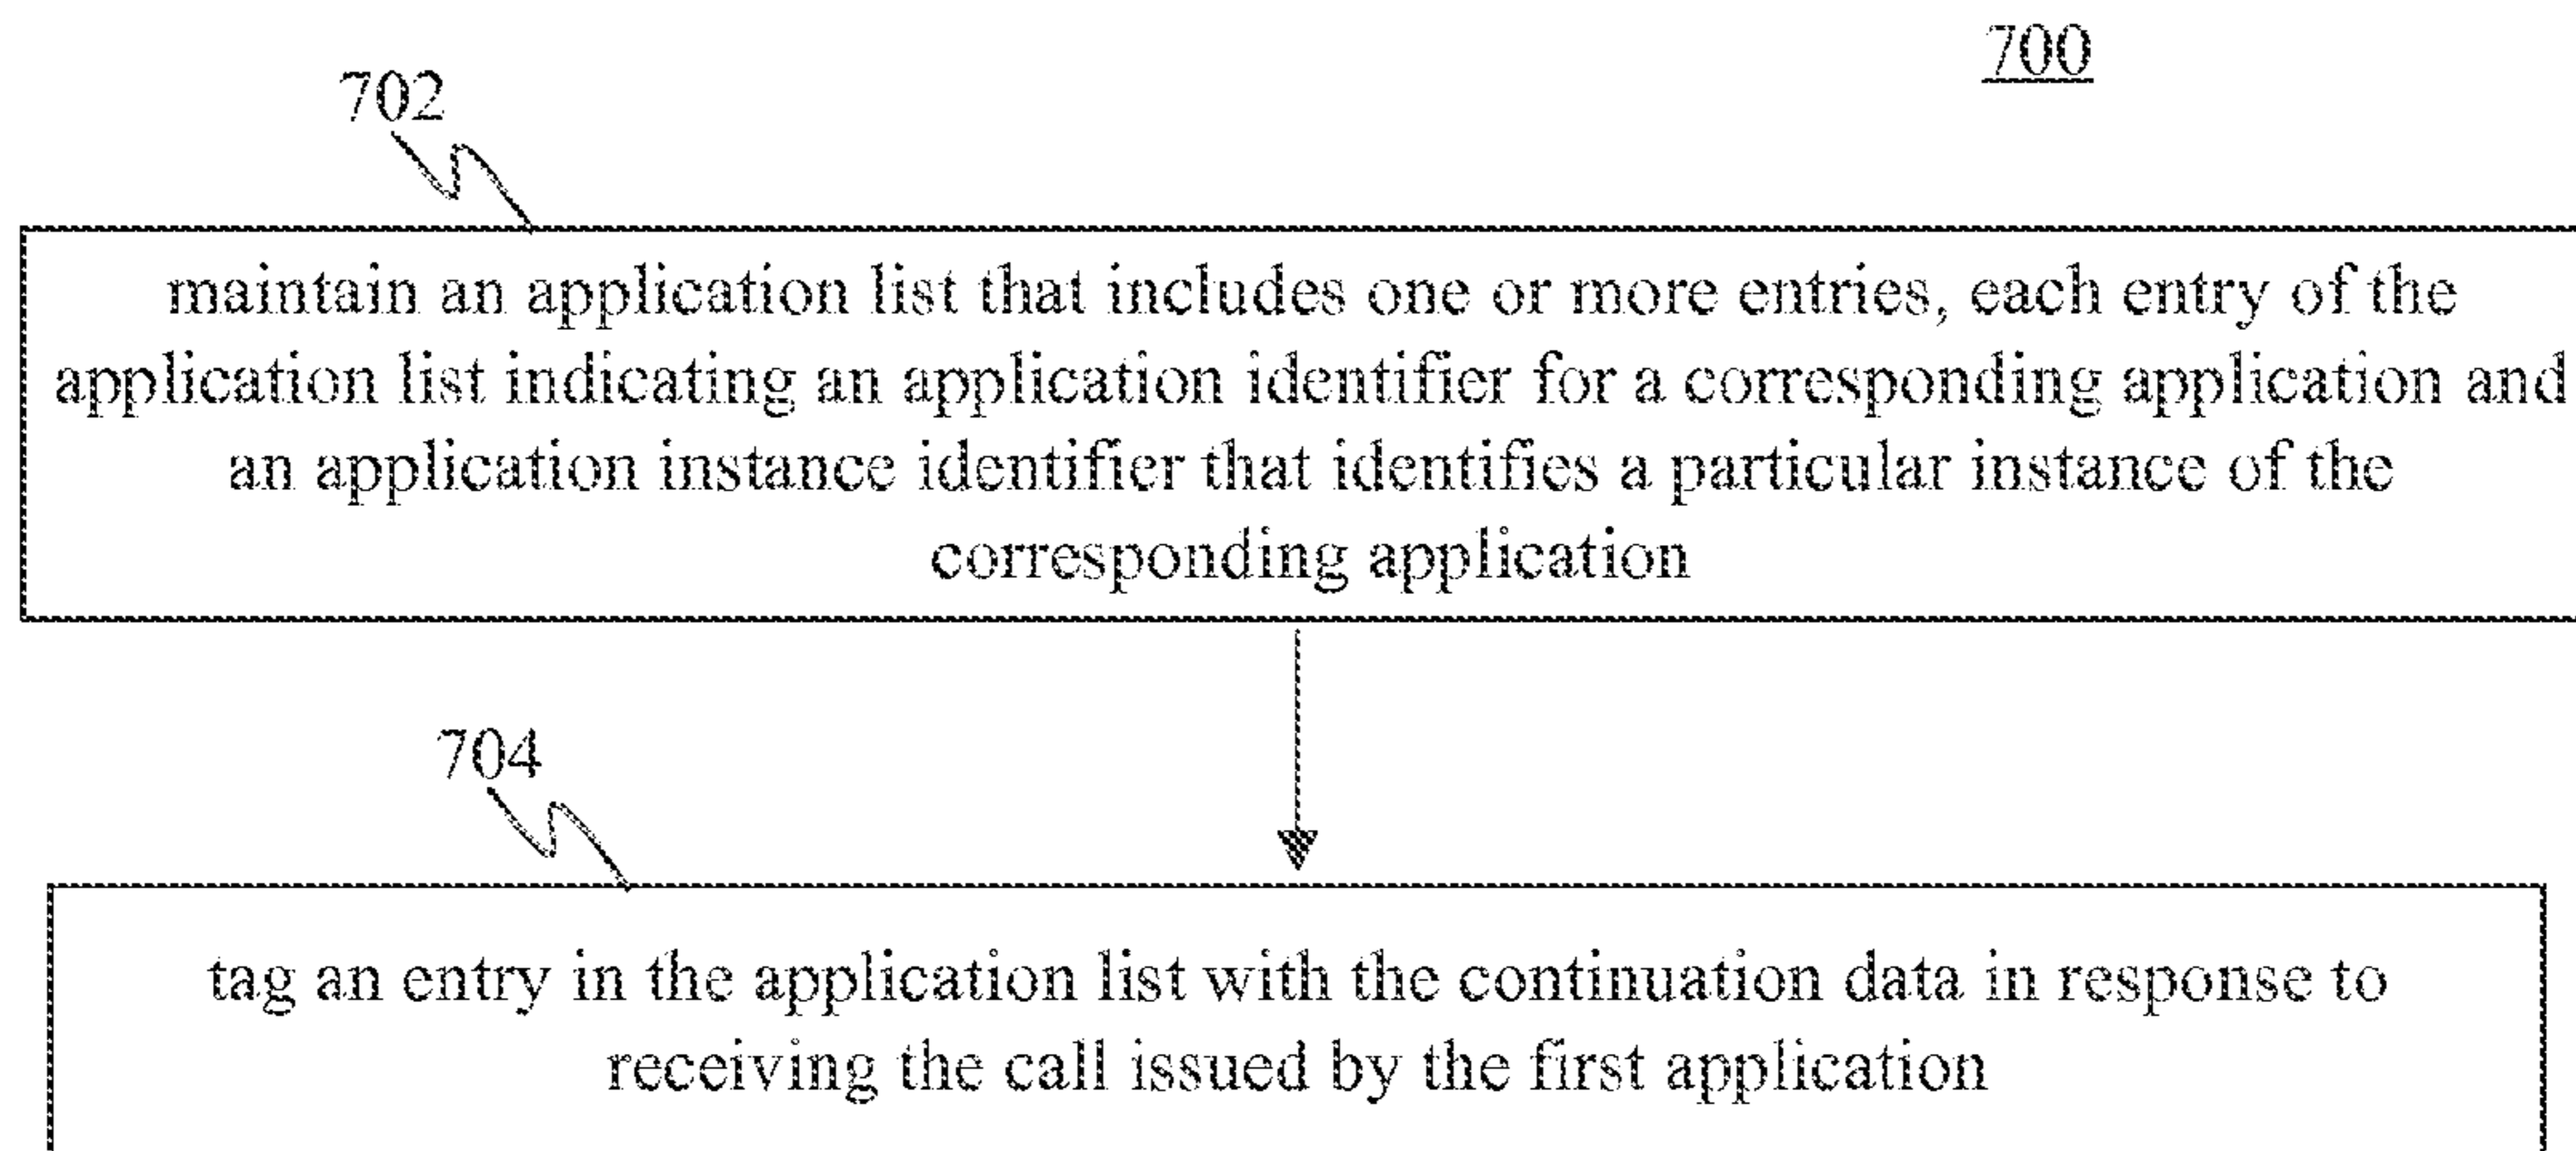 700
702
maintain an application list that includes one or more entries, each entry of the
application list indicating an application identifier for a corresponding application and
an application instance identifier that identifies a particular instance of the
corresponding application
704
tag an entry in the application list with the continuation data in response to
receiving the call issued by the first application